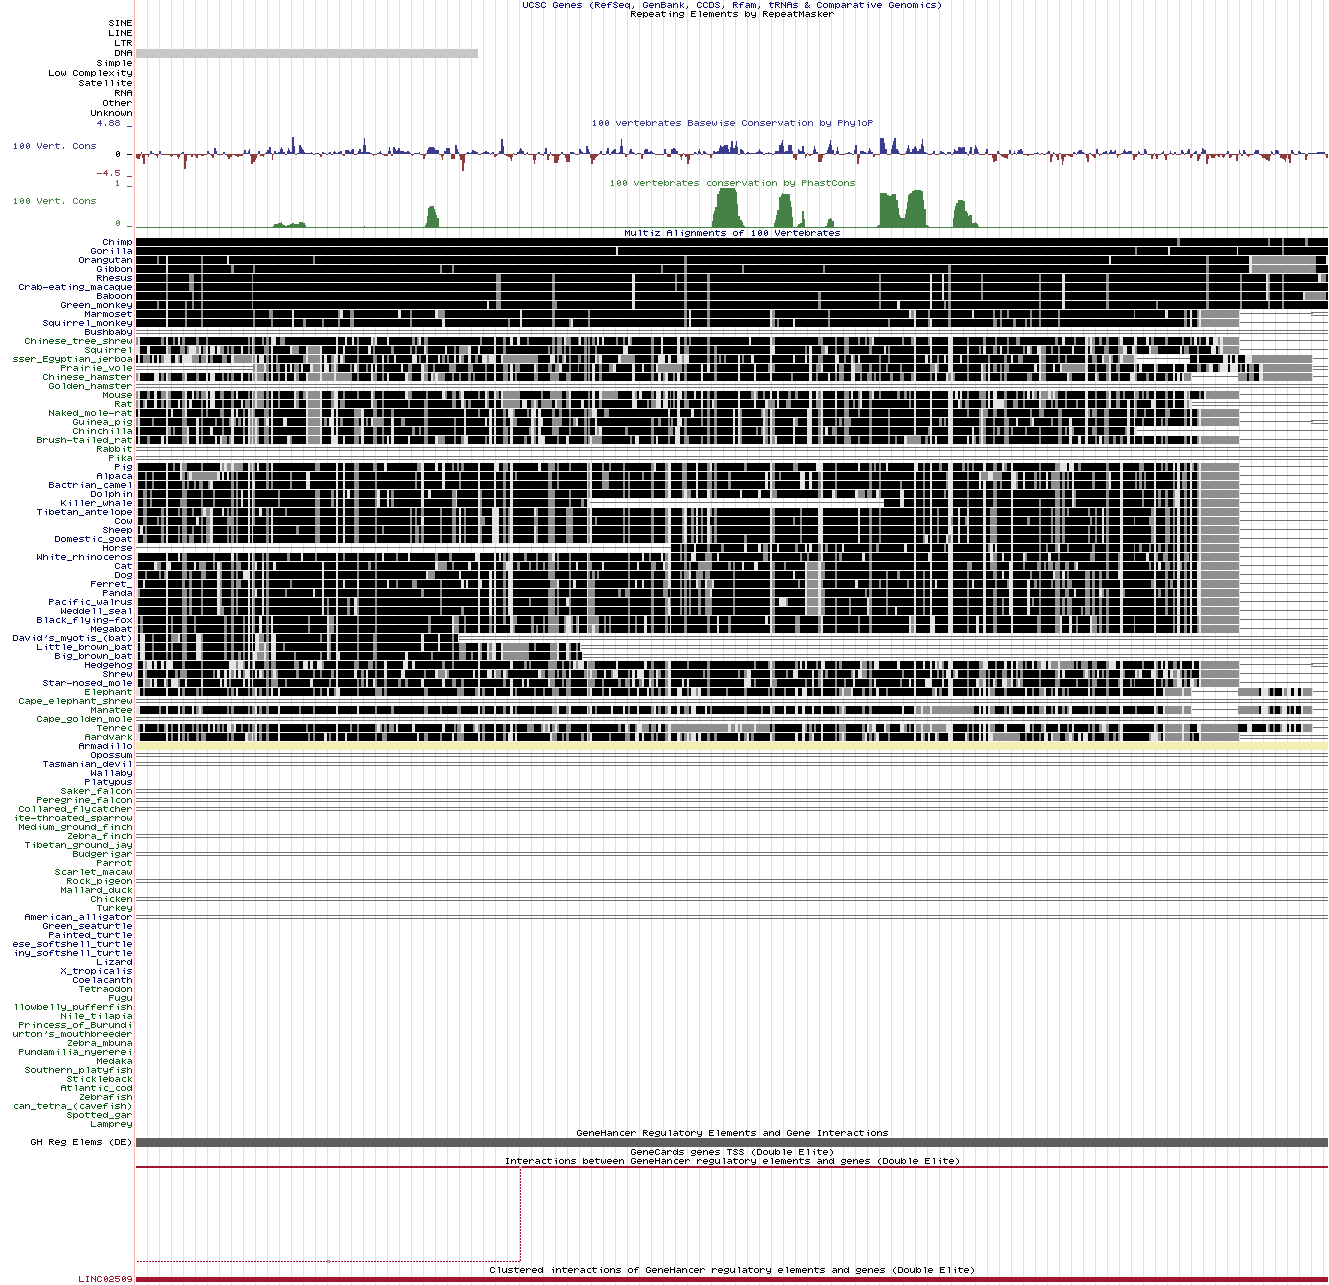 UCSC Genes (RefSeq, GenBank, CCDS, Rfam, tRNAs & Comparative Genomics)
Repeating Elements by RepeatMasker
SINE
LINE
LTR
DNA
Simple
Low Complexity
Satellite
RNA
Other
Unknown
4.88 _
100 vertebrates Basewise Conservation by PhyloP
100 Vert. Cons
0 -
-4.5 _
1 _
100 vertebrates conservation by PhastCons
100 Vert. Cons
0 _
Multiz Alignments of 100 Vertebrates
Chimp
Gorilla
Orangutan
Gibbon
Rhesus
Crab-eating_macaque
Baboon
Green_monkey
Marmoset
Squirrel_monkey
Bushbaby
Chinese_tree_shrew
Squirrel
sser_Egyptian_jerboa
Prairie_vole
Chinese_hamster
Golden_hamster
Mouse
Rat
Naked_mole-rat
Guinea_pig
Chinchilla
Brush-tailed_rat
Rabbit
Pika
Pig
Alpaca
Bactrian_camel
Dolphin
Killer_whale
Tibetan_antelope
Cow
Sheep
Domestic_goat
Horse
White_rhinoceros
Cat
Dog
Ferret_
Panda
Pacific_walrus
Weddell_seal
Black_flying-fox
Megabat
David's_myotis_(bat)
Little_brown_bat
Big_brown_bat
Hedgehog
Shrew
Star-nosed_mole
Elephant
Cape_elephant_shrew
Manatee
Cape_golden_mole
Tenrec
Aardvark
Armadillo
Opossum
Tasmanian_devil
Wallaby
Platypus
Saker_falcon
Peregrine_falcon
Collared_flycatcher
ite-throated_sparrow
Medium_ground_finch
Zebra_finch
Tibetan_ground_jay
Budgerigar
Parrot
Scarlet_macaw
Rock_pigeon
Mallard_duck
Chicken
Turkey
American_alligator
Green_seaturtle
Painted_turtle
ese_softshell_turtle
iny_softshell_turtle
Lizard
X_tropicalis
Coelacanth
Tetraodon
Fugu
llowbelly_pufferfish
Nile_tilapia
Princess_of_Burundi
urton's_mouthbreeder
Zebra_mbuna
Pundamilia_nyererei
Medaka
Southern_platyfish
Stickleback
Atlantic_cod
Zebrafish
can_tetra_(cavefish)
Spotted_gar
Lamprey
GeneHancer Regulatory Elements and Gene Interactions
GH Reg Elems (DE)
GeneCards genes TSS (Double Elite)
Interactions between GeneHancer regulatory elements and genes (Double Elite)
Clustered interactions of GeneHancer regulatory elements and genes (Double Elite)
LINC02509